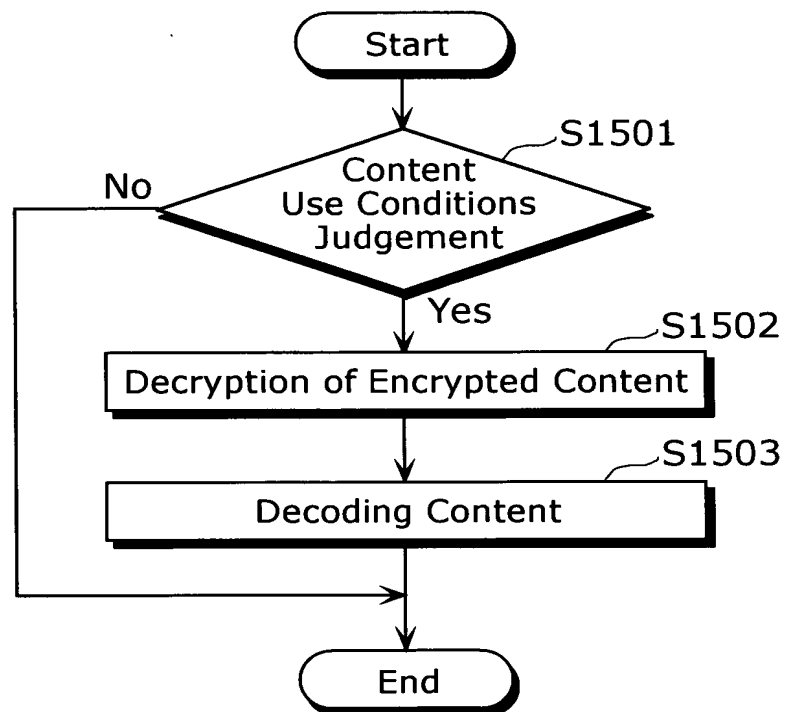 Start
S1501
Content
Use Conditions
Judgement
No
Yes
S1502
Decryption of Encrypted Content
S1503
Decoding Content
End